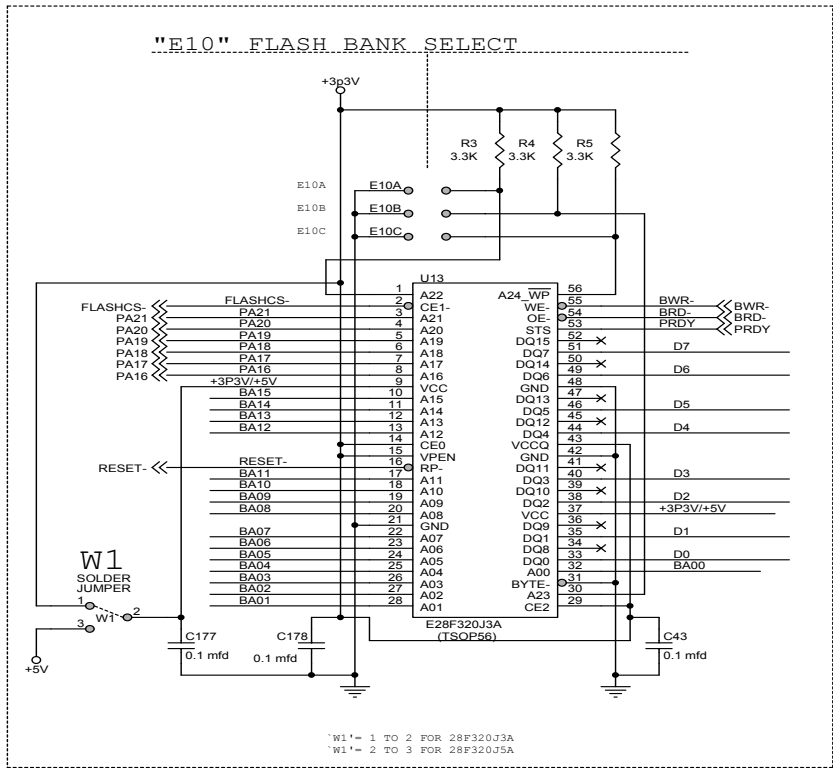 "E10" FLASH BANK SELECT
+3p3V
R3 R4 R5
3.3K 3.3K 3.3K
E10A E10A
E10B E10B
E10C E10C
U13
1 A22 A24_WP 56
FLASHCS- FLASHCS- 2 CE1- WE- 55 BWR- BWR-
PA21 PA21 3 A21 OE- 54 BRD- BRD-
PA20 PA20 4 A20 STS 53 PRDY PRDY
PA19 PA19 5 A19 DQ15 52
PA18 PA18 6 A18 DQ7 51 D7
PA17 PA17 7 A17 DQ14 50
PA16 PA16 8 A16 DQ6 49 D6
+3P3V/+5V 9 VCC GND 48
BA15 10 A15 DQ13 47
BA14 11 A14 DQ5 46 D5
BA13 12 A13 DQ12 45
BA12 13 A12 DQ4 44 D4
14 CE0 VCCQ 43
15 VPEN GND 42
RESET- RESET- 16 RP- DQ11 41
BA11 17 A11 DQ3 40 D3
BA10 18 A10 DQ10 39
BA09 19 A09 DQ2 38 D2
BA08 20 A08 VCC 37 +3P3V/+5V
21 GND DQ9 36
BA07 22 A07 DQ1 35 D1
BA06 23 A06 DQ8 34
BA05 24 A05 DQ0 33 D0
BA04 25 A04 A00 32 BA00
BA03 26 A03 BYTE- 31
BA02 27 A02 A23 30
BA01 28 A01 CE2 29
E28F320J3A
(TSOP56)
W1
SOLDER
JUMPER
1
W1 2
3
+5V
C177
0.1 mfd
C178
0.1 mfd
C43
0.1 mfd
`W1'= 1 TO 2 FOR 28F320J3A
`W1'= 2 TO 3 FOR 28F320J5A